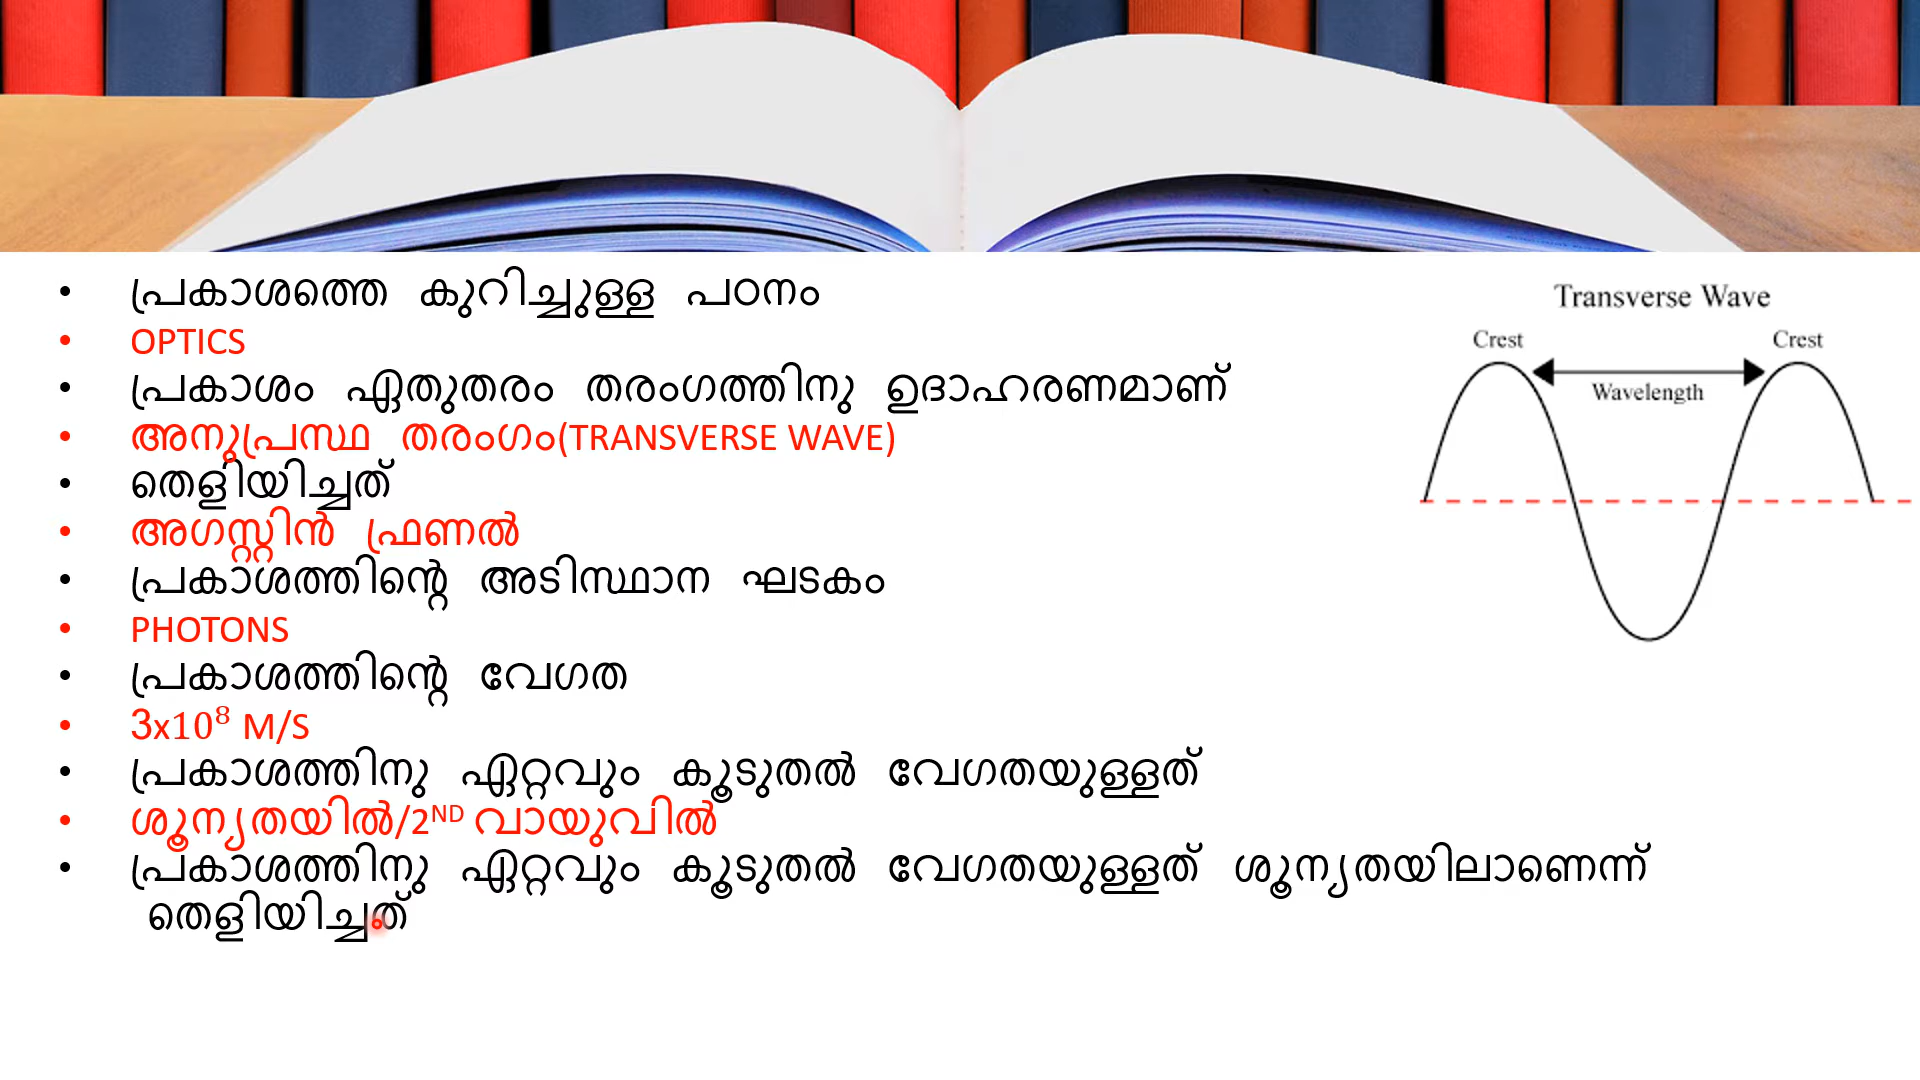 • പ്രകാശത്തെ കുറിച്ചുള്ള പഠനം
• OPTICS
• പ്രകാശം ഏതുതരം തരംഗത്തിനു ഉദാഹരണമാണ്
• അനുപ്രസ്ഥ തരംഗം(TRANSVERSE WAVE)
• തെളിയിച്ചത്
• അഗസ്റ്റിൻ ഫ്രണൽ
• പ്രകാശത്തിന്റെ അടിസ്ഥാന ഘടകം
• PHOTONS
• പ്രകാശത്തിന്റെ വേഗത
• 3x10⁸ M/S
• പ്രകാശത്തിനു ഏറ്റവും കൂടുതൽ വേഗതയുള്ളത്
• ശൂന്യതയിൽ/2ᴺᴰ വായുവിൽ
• പ്രകാശത്തിനു ഏറ്റവും കൂടുതൽ വേഗതയുള്ളത് ശൂന്യതയിലാണെന്ന്
തെളിയിച്ചത്
Transverse Wave
Crest Crest
Wavelength